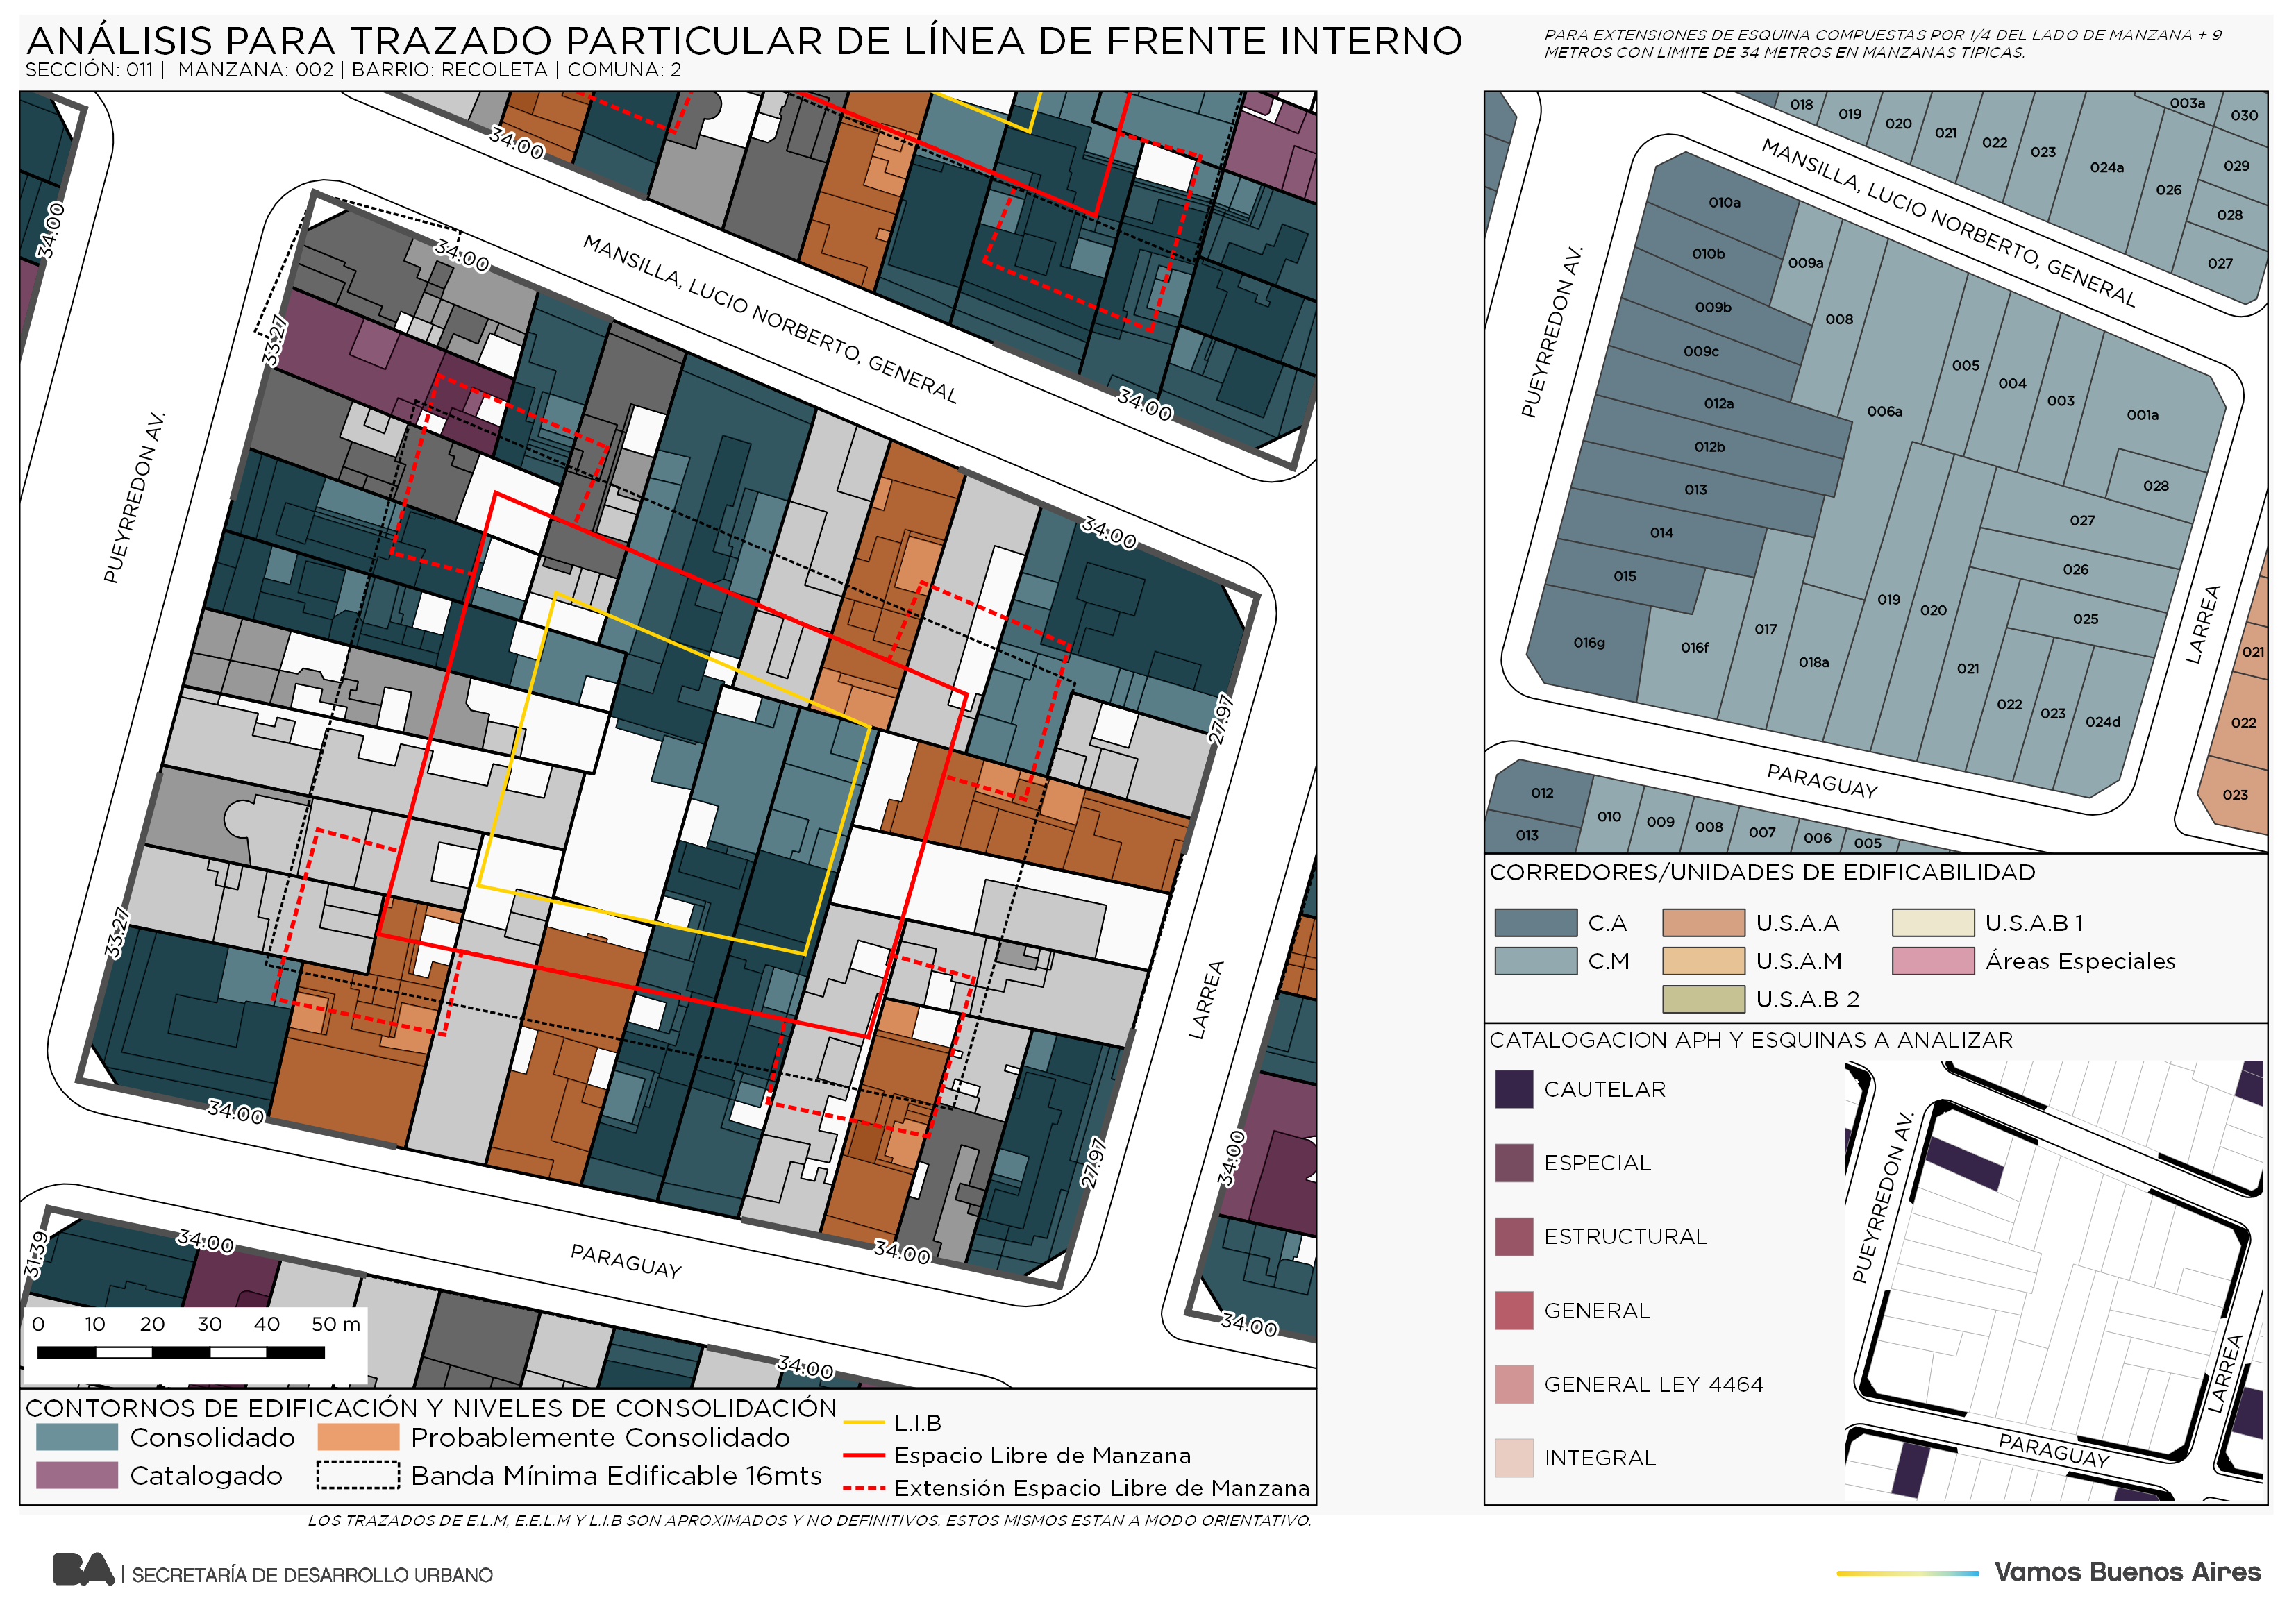 ANÁLISIS PARA TRAZADO PARTICULAR DE LÍNEA DE FRENTE INTERNO
SECCIÓN: 011 | MANZANA: 002 | BARRIO: RECOLETA | COMUNA: 2
PARA EXTENSIONES DE ESQUINA COMPUESTAS POR 1/4 DEL LADO DE MANZANA + 9
METROS CON LIMITE DE 34 METROS EN MANZANAS TIPICAS.
34.00
34.00
34.00
MANSILLA, LUCIO NORBERTO, GENERAL
33.27
34.00
PUEYRREDON AV.
34.00
27.97
33.27
LARREA
27.97
34.00
34.00
34.00
34.00
PARAGUAY
31.39
34.00
34.00
0 10 20 30 40 50 m
CONTORNOS DE EDIFICACIÓN Y NIVELES DE CONSOLIDACIÓN
Consolidado
Probablemente Consolidado
Catalogado
Banda Mínima Edificable 16mts
L.I.B
Espacio Libre de Manzana
Extensión Espacio Libre de Manzana
018
019
020
021
022
023
024a
026
003a
030
029
028
027
MANSILLA, LUCIO NORBERTO, GENERAL
PUEYRREDON AV.
010a
010b
009a
009b
009c
008
012a
012b
013
014
015
016g
016f
017
018a
006a
005
004
003
001a
028
027
026
025
019
020
021
022
023
024d
LARREA
PARAGUAY
021
022
023
012
013
010
009
008
007
006
005
CORREDORES/UNIDADES DE EDIFICABILIDAD
C.A
U.S.A.A
U.S.A.B 1
C.M
U.S.A.M
Áreas Especiales
U.S.A.B 2
CATALOGACION APH Y ESQUINAS A ANALIZAR
CAUTELAR
ESPECIAL
ESTRUCTURAL
GENERAL
GENERAL LEY 4464
INTEGRAL
PUEYRREDON AV.
LARREA
PARAGUAY
LOS TRAZADOS DE E.L.M, E.E.L.M Y L.I.B SON APROXIMADOS Y NO DEFINITIVOS. ESTOS MISMOS ESTAN A MODO ORIENTATIVO.
BA | SECRETARÍA DE DESARROLLO URBANO
Vamos Buenos Aires